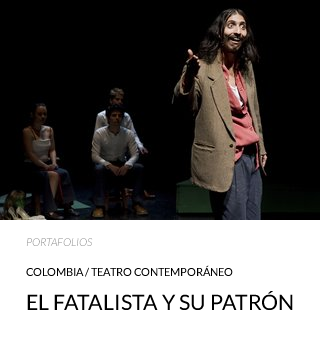 PORTAFOLIOS
COLOMBIA / TEATRO CONTEMPORÁNEO
EL FATALISTA Y SU PATRÓN